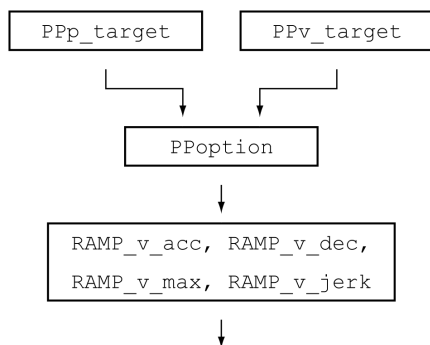 PPp_target
PPv_target
PPoption
RAMP_v_acc, RAMP_v_dec,
RAMP_v_max, RAMP_v_jerk